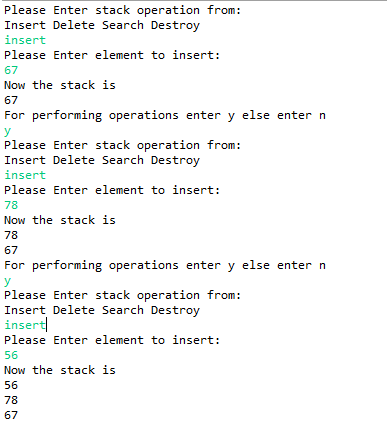 Please Enter stack operation from:
Insert Delete Search Destroy
insert
Please Enter element to insert:
67
Now the stack is
67
For performing operations enter y else enter n
y
Please Enter stack operation from:
Insert Delete Search Destroy
insert
Please Enter element to insert:
78
Now the stack is
78
67
For performing operations enter y else enter n
y
Please Enter stack operation from:
Insert Delete Search Destroy
insert
Please Enter element to insert:
56
Now the stack is
56
78
67